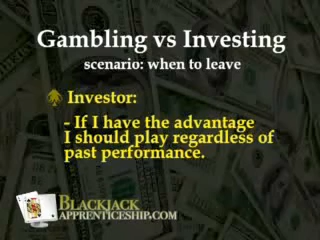 Gambling vs Investing
scenario: when to leave
Investor:
- If I have the advantage
I should play regardless of
past performance.
BLACKJACK
APPRENTICESHIP.COM